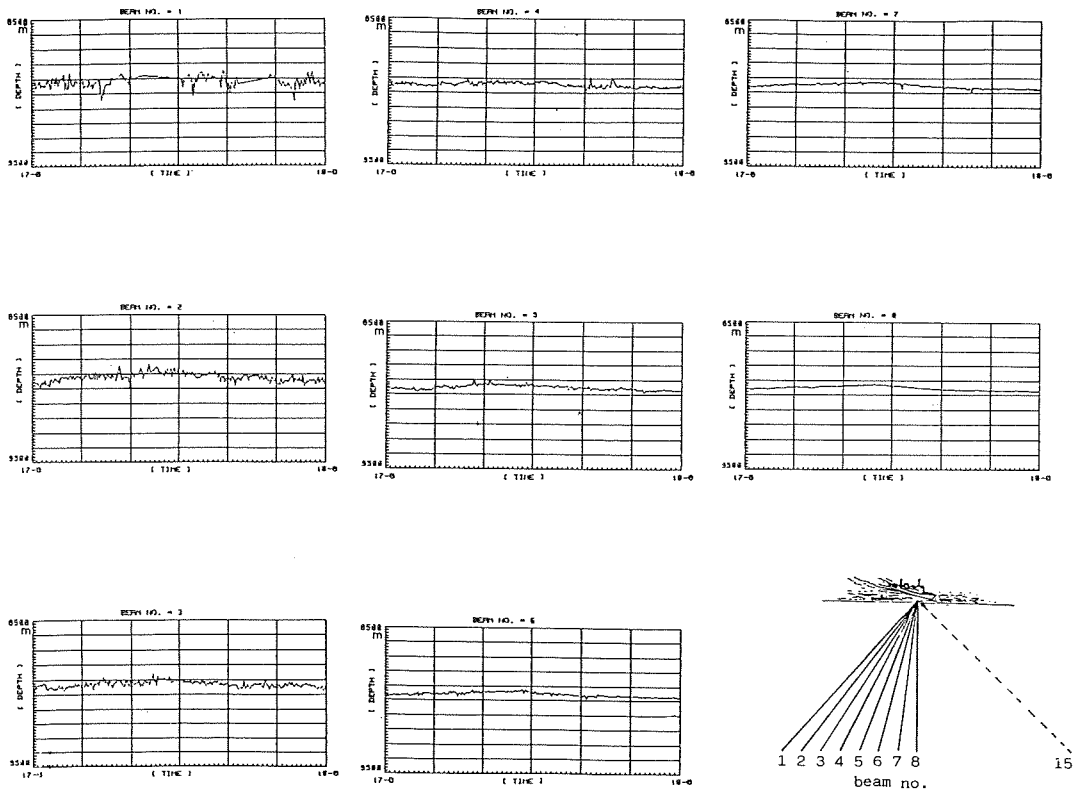 BEAM NO. = 1
6500
m
[ DEPTH ]
5500
17-0
[ TIME ]
18-0
BEAM NO. = 4
6500
m
[ DEPTH ]
5500
17-0
[ TIME ]
18-0
BEAM NO. = 7
6500
m
[ DEPTH ]
5500
17-0
[ TIME ]
18-0
BEAM NO. = 2
6500
m
[ DEPTH ]
5500
17-0
[ TIME ]
18-0
BEAM NO. = 5
6500
m
[ DEPTH ]
5500
17-0
[ TIME ]
18-0
BEAM NO. = 8
6500
m
[ DEPTH ]
5500
17-0
[ TIME ]
18-0
BEAM NO. = 3
6500
m
[ DEPTH ]
5500
[ TIME ]
18-0
BEAM NO. = 6
6500
m
[ DEPTH ]
5500
17-0
[ TIME ]
18-0
1 2 3 4 5 6 7 8 15
beam no.